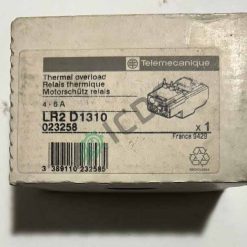 Telemecanique
Thermal overload
Relais thermique
Motorschütz relais
4 - 6 A
LR2 D1310
023258
x 1
France 9428
3 389110 232585